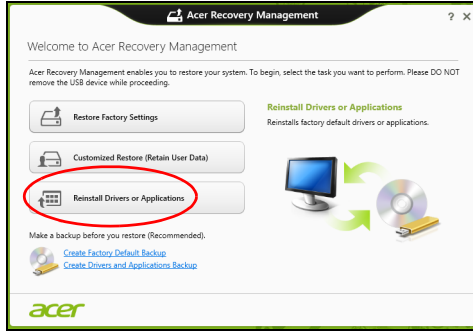 Acer Recovery Management
? X
Welcome to Acer Recovery Management
Acer Recovery Management enables you to restore your system. To begin, select the task you want to perform. Please DO NOT
remove the USB device while proceeding.
Restore Factory Settings
Customized Restore (Retain User Data)
Reinstall Drivers or Applications
Reinstall Drivers or Applications
Reinstalls factory default drivers or applications.
Make a backup before you restore (Recommended).
Create Factory Default Backup
Create Drivers and Applications Backup
acer